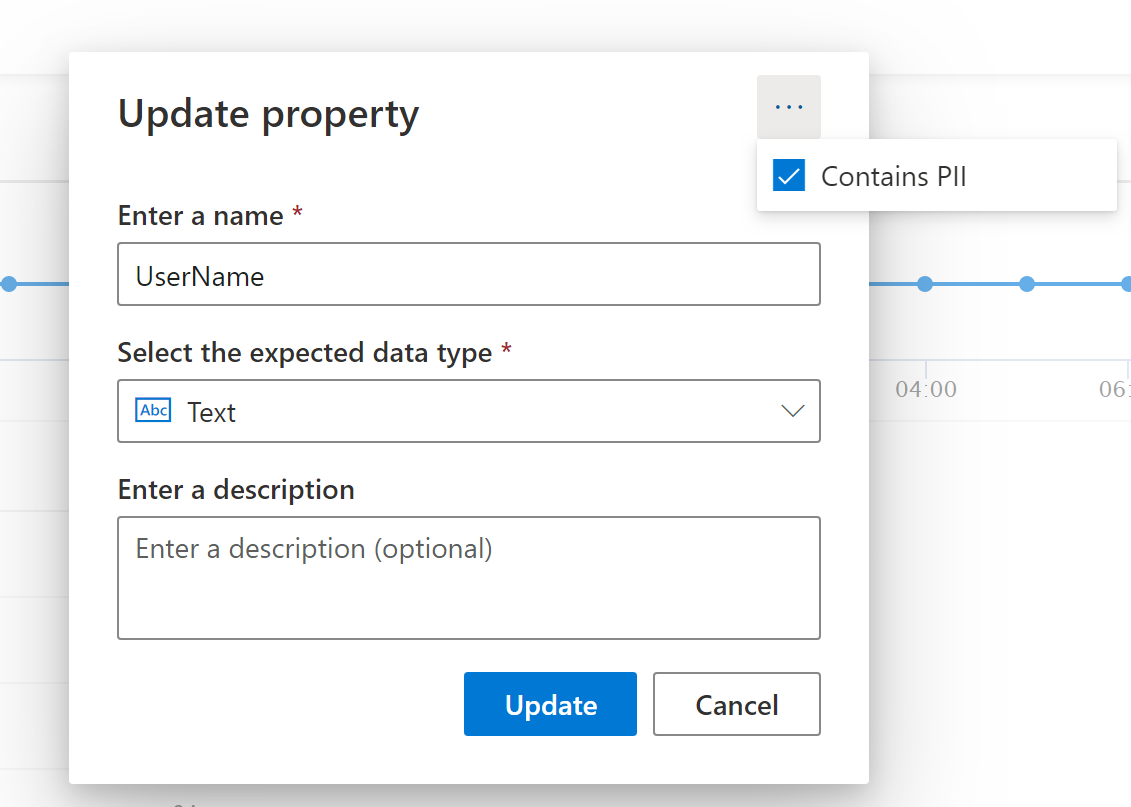 Update property
...
Contains PII
Enter a name *
UserName
Select the expected data type *
Abc Text
04:00
06:
Enter a description
Enter a description (optional)
Update Cancel